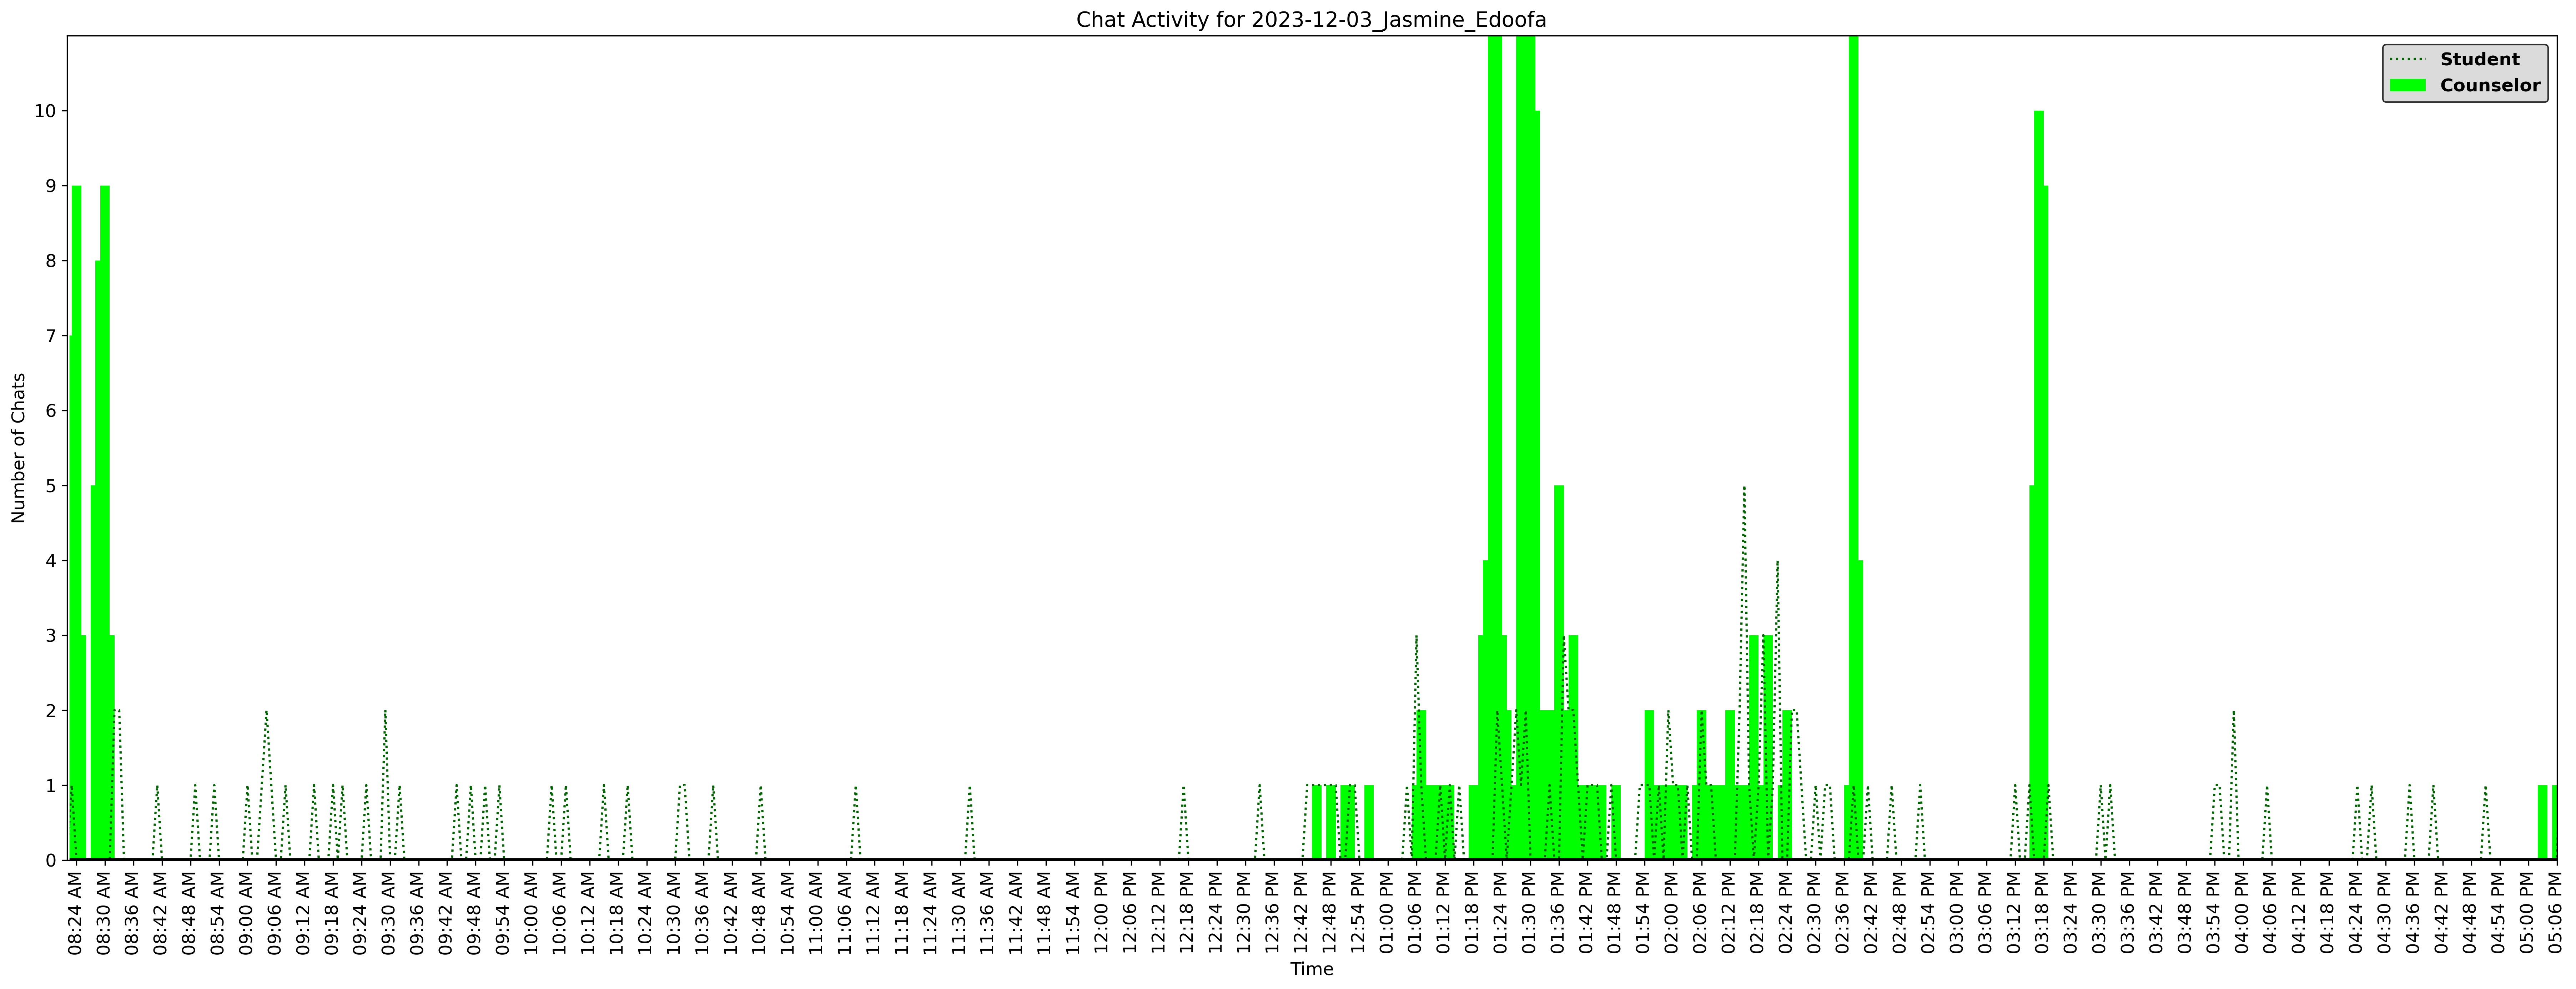 Chat Activity for 2023-12-03_Jasmine_Edoofa
Student
Counselor
Number of Chats
10
9
8
7
6
5
4
3
2
1
0
08:24 AM
08:30 AM
08:36 AM
08:42 AM
08:48 AM
08:54 AM
09:00 AM
09:06 AM
09:12 AM
09:18 AM
09:24 AM
09:30 AM
09:36 AM
09:42 AM
09:48 AM
09:54 AM
10:00 AM
10:06 AM
10:12 AM
10:18 AM
10:24 AM
10:30 AM
10:36 AM
10:42 AM
10:48 AM
10:54 AM
11:00 AM
11:06 AM
11:12 AM
11:18 AM
11:24 AM
11:30 AM
11:36 AM
11:42 AM
11:48 AM
11:54 AM
12:00 PM
12:06 PM
12:12 PM
12:18 PM
12:24 PM
12:30 PM
12:36 PM
12:42 PM
12:48 PM
12:54 PM
01:00 PM
01:06 PM
01:12 PM
01:18 PM
01:24 PM
01:30 PM
01:36 PM
01:42 PM
01:48 PM
01:54 PM
02:00 PM
02:06 PM
02:12 PM
02:18 PM
02:24 PM
02:30 PM
02:36 PM
02:42 PM
02:48 PM
02:54 PM
03:00 PM
03:06 PM
03:12 PM
03:18 PM
03:24 PM
03:30 PM
03:36 PM
03:42 PM
03:48 PM
03:54 PM
04:00 PM
04:06 PM
04:12 PM
04:18 PM
04:24 PM
04:30 PM
04:36 PM
04:42 PM
04:48 PM
04:54 PM
05:00 PM
05:06 PM
Time